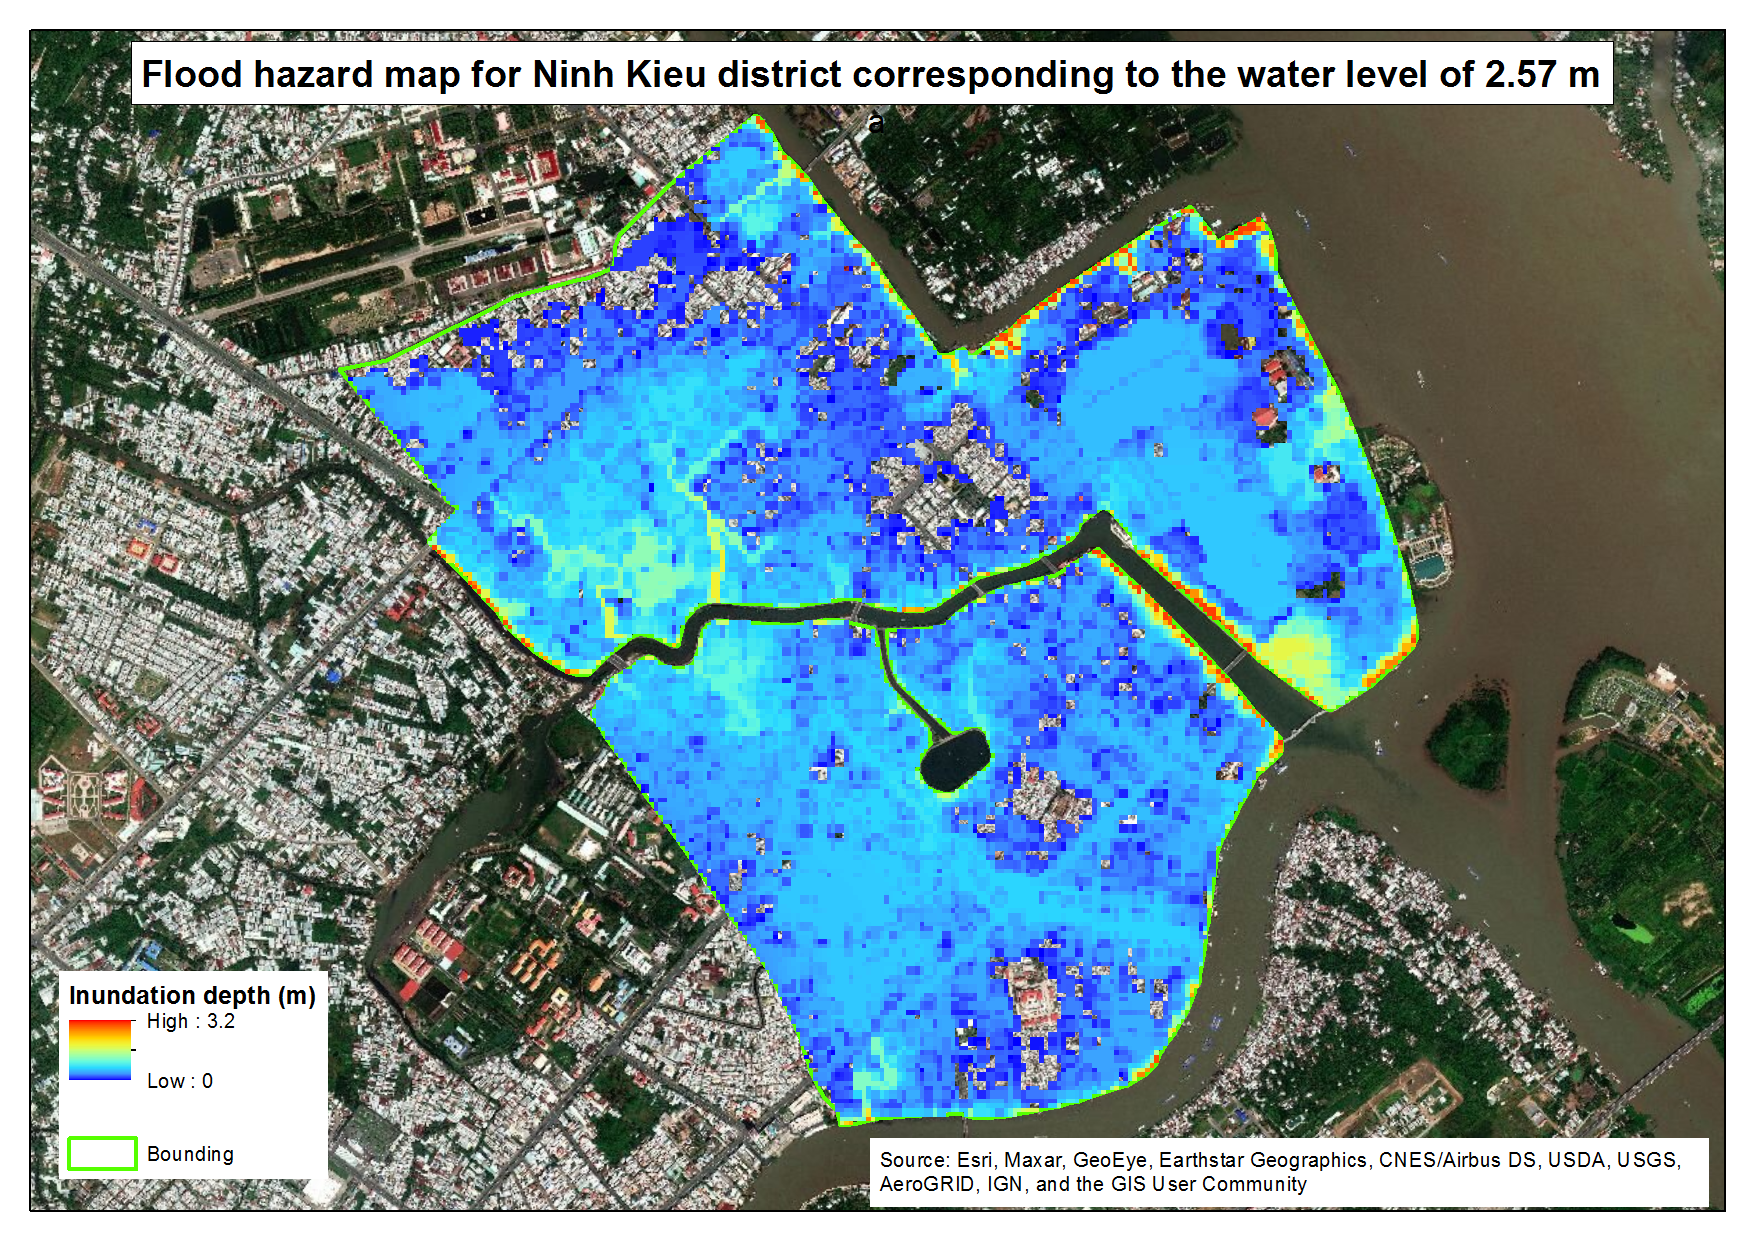 Flood hazard map for Ninh Kieu district corresponding to the water level of 2.57 m
a
Inundation depth (m)
High : 3.2
Low : 0
Bounding
Source: Esri, Maxar, GeoEye, Earthstar Geographics, CNES/Airbus DS, USDA, USGS,
AeroGRID, IGN, and the GIS User Community